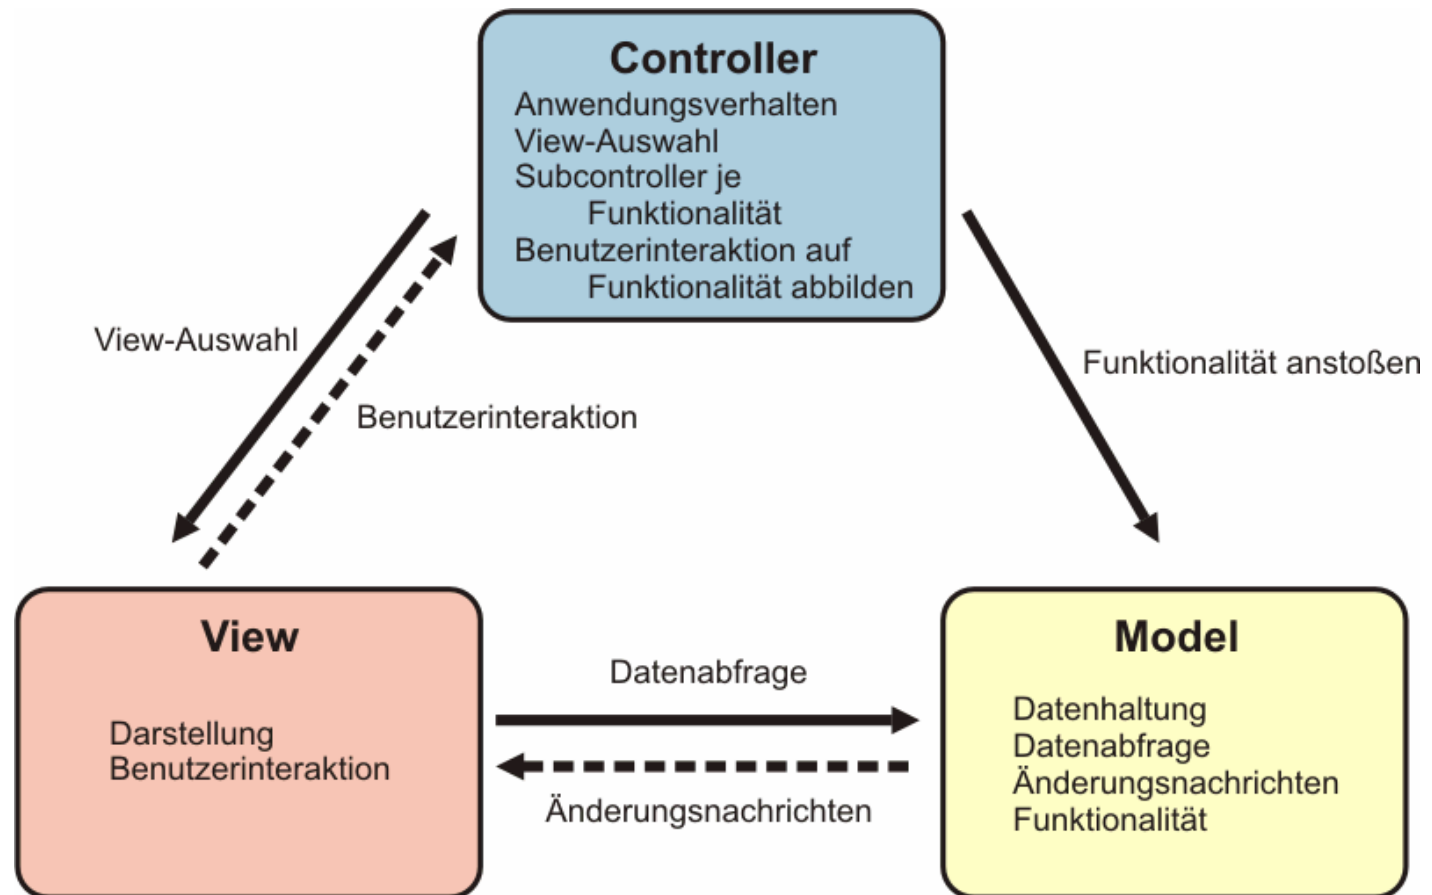 Controller
Anwendungsverhalten
View-Auswahl
Subcontroller je
Funktionalität
Benutzerinteraktion auf
Funktionalität abbilden
View-Auswahl
Benutzerinteraktion
Funktionalität anstoßen
View
Darstellung
Benutzerinteraktion
Datenabfrage
Änderungsnachrichten
Model
Datenhaltung
Datenabfrage
Änderungsnachrichten
Funktionalität